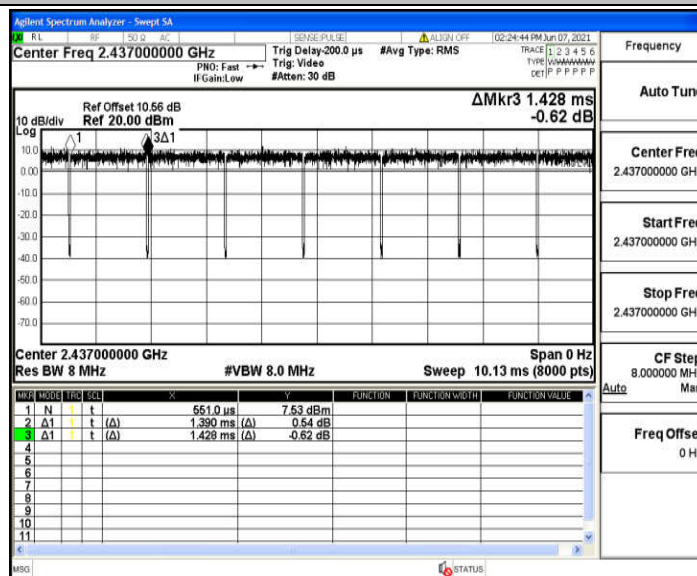 Agilent Spectrum Analyzer - Swept SA
RL RF 50 Ω AC SENSE:PULSE ALIGN OFF 02:24:44 PM Jun 07, 2021
Center Freq 2.437000000 GHz
PNO: Fast
IFGain:Low
Trig Delay-200.0 µs
Trig: Video
#Atten: 30 dB
#Avg Type: RMS
TRACE 1 2 3 4 5 6
TYPE
DET P P P P P P
Ref Offset 10.56 dB
10 dB/div Ref 20.00 dBm
Log
ΔMkr3 1.428 ms
-0.62 dB
1
3Δ1
10.0
0.00
-10.0
-20.0
-30.0
-40.0
-50.0
-60.0
-70.0
Center 2.437000000 GHz Span 0 Hz
Res BW 8 MHz #VBW 8.0 MHz Sweep 10.13 ms (8000 pts)
MKR MODE TRC SCL X Y FUNCTION FUNCTION WIDTH FUNCTION VALUE
1 N 1 t 551.0 µs 7.53 dBm
2 Δ1 1 t (Δ) 1.390 ms (Δ) 0.54 dB
3 Δ1 1 t (Δ) 1.428 ms (Δ) -0.62 dB
4
5
6
7
8
9
10
11
MSG STATUS
Frequency
Auto Tun
Center Fre
2.437000000 GH
Start Fre
2.437000000 GH
Stop Fre
2.437000000 GH
CF Step
8.000000 MH
Auto Ma
Freq Offse
0 H